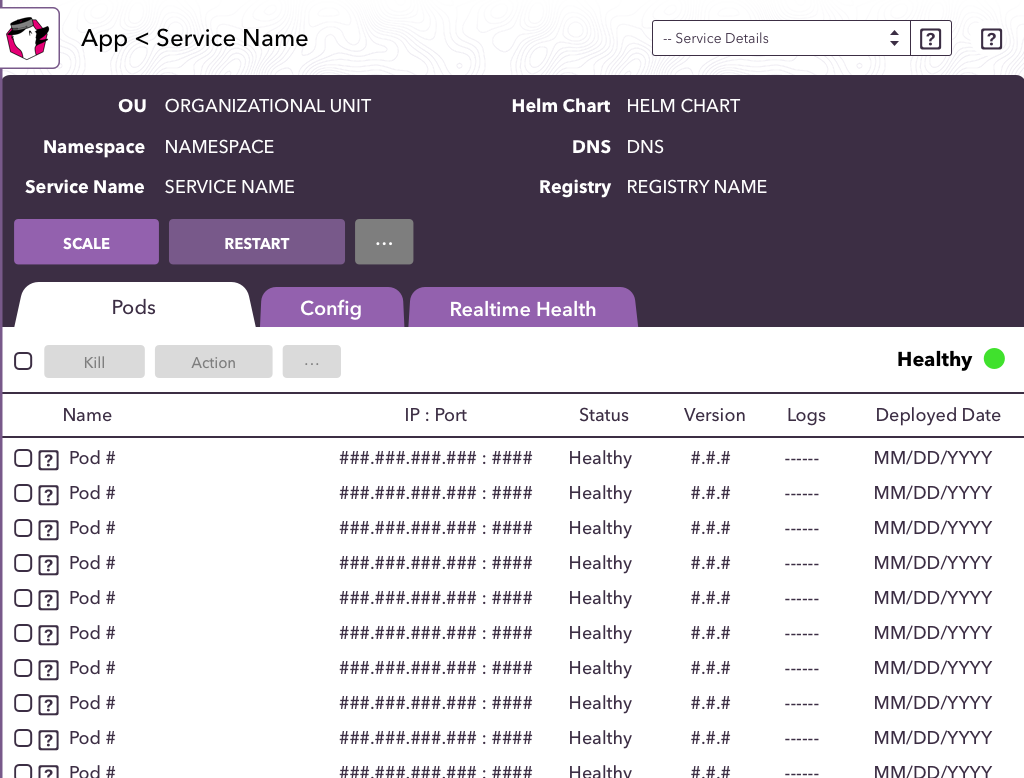 App < Service Name
-- Service Details
?
?
OU ORGANIZATIONAL UNIT
Helm Chart HELM CHART
Namespace NAMESPACE
DNS DNS
Service Name SERVICE NAME
Registry REGISTRY NAME
SCALE
RESTART
...
Pods
Config
Realtime Health
Kill
Action
...
Healthy
Name IP : Port Status Version Logs Deployed Date
? Pod # ###.###.###.### : #### Healthy #.#.# ------ MM/DD/YYYY
? Pod # ###.###.###.### : #### Healthy #.#.# ------ MM/DD/YYYY
? Pod # ###.###.###.### : #### Healthy #.#.# ------ MM/DD/YYYY
? Pod # ###.###.###.### : #### Healthy #.#.# ------ MM/DD/YYYY
? Pod # ###.###.###.### : #### Healthy #.#.# ------ MM/DD/YYYY
? Pod # ###.###.###.### : #### Healthy #.#.# ------ MM/DD/YYYY
? Pod # ###.###.###.### : #### Healthy #.#.# ------ MM/DD/YYYY
? Pod # ###.###.###.### : #### Healthy #.#.# ------ MM/DD/YYYY
? Pod # ###.###.###.### : #### Healthy #.#.# ------ MM/DD/YYYY
? Pod # ###.###.###.### : #### Healthy #.#.# ------ MM/DD/YYYY